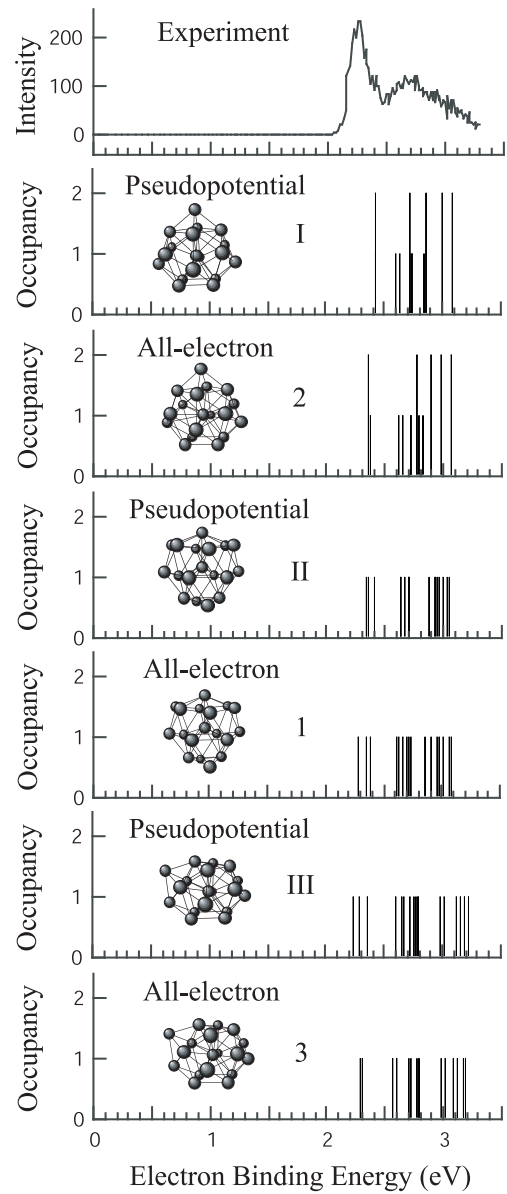 Experiment
Intensity
200
100
0
Pseudopotential
I
Occupancy
2
1
0
All-electron
2
Occupancy
2
1
0
Pseudopotential
II
Occupancy
2
1
0
All-electron
1
Occupancy
2
1
0
Pseudopotential
III
Occupancy
2
1
0
All-electron
3
Occupancy
2
1
0
0 1 2 3
Electron Binding Energy (eV)